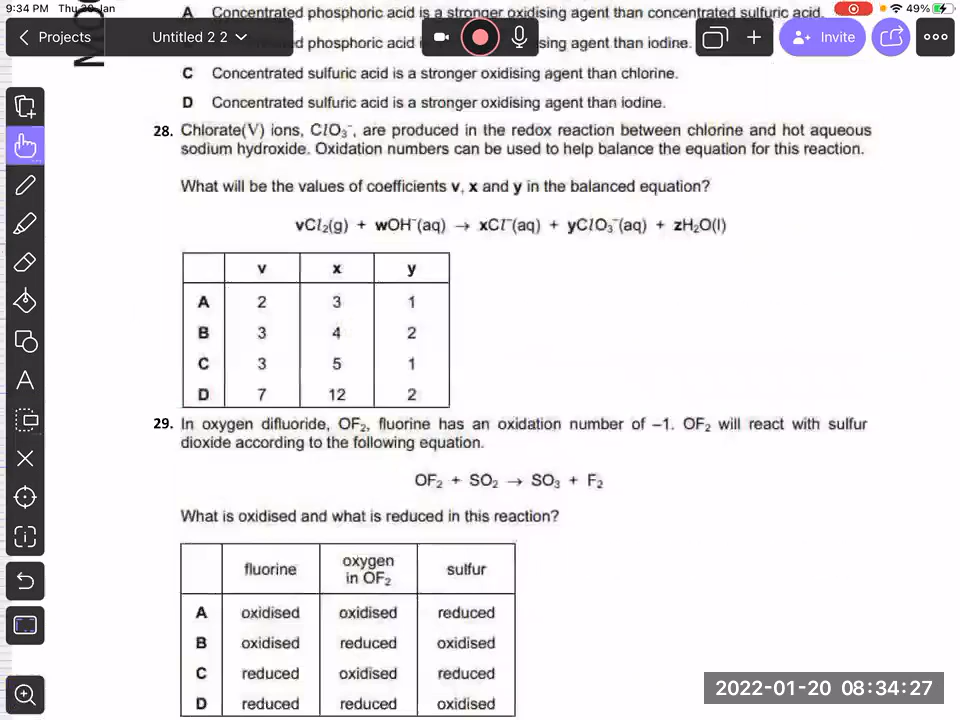 9:34 PM Thu 20 Jan
49%
A Concentrated phosphoric acid is a stronger oxidising agent than concentrated sulfuric acid.
Projects
Untitled 2 2
Invite
d phosphoric acid
sing agent than iodine.
C Concentrated sulfuric acid is a stronger oxidising agent than chlorine.
D Concentrated sulfuric acid is a stronger oxidising agent than iodine.
28. Chlorate(V) ions, ClO₃⁻, are produced in the redox reaction between chlorine and hot aqueous
sodium hydroxide. Oxidation numbers can be used to help balance the equation for this reaction.
What will be the values of coefficients v, x and y in the balanced equation?
vCl₂(g) + wOH⁻(aq) → xCl⁻(aq) + yClO₃⁻(aq) + zH₂O(l)
v x y
A 2 3 1
B 3 4 2
C 3 5 1
D 7 12 2
29. In oxygen difluoride, OF₂, fluorine has an oxidation number of –1. OF₂ will react with sulfur
dioxide according to the following equation.
OF₂ + SO₂ → SO₃ + F₂
What is oxidised and what is reduced in this reaction?
fluorine oxygen in OF₂ sulfur
A oxidised oxidised reduced
B oxidised reduced oxidised
C reduced oxidised reduced
D reduced reduced oxidised
2022-01-20 08:34:27